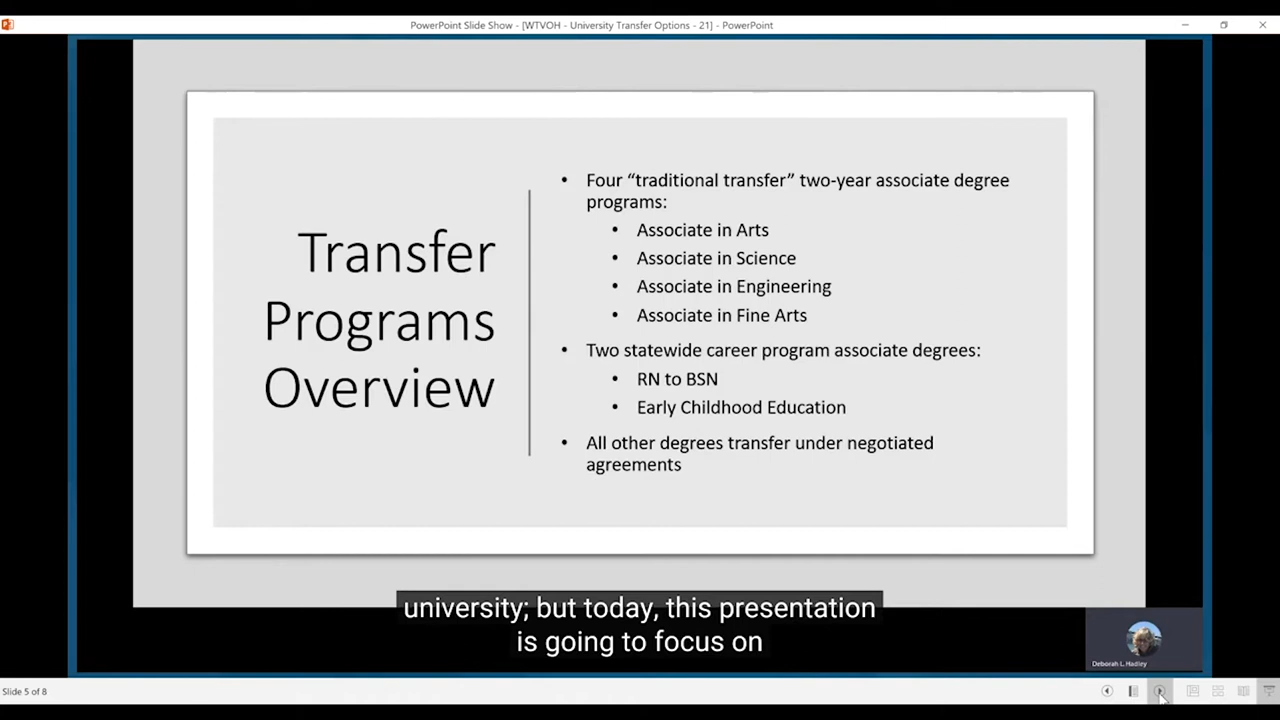 PowerPoint Slide Show - [WTVOH - University Transfer Options - 21] - PowerPoint
Transfer
Programs
Overview
• Four “traditional transfer” two-year associate degree
programs:
• Associate in Arts
• Associate in Science
• Associate in Engineering
• Associate in Fine Arts
• Two statewide career program associate degrees:
• RN to BSN
• Early Childhood Education
• All other degrees transfer under negotiated
agreements
university; but today, this presentation
is going to focus on
Deborah L. Hadley
Slide 5 of 8